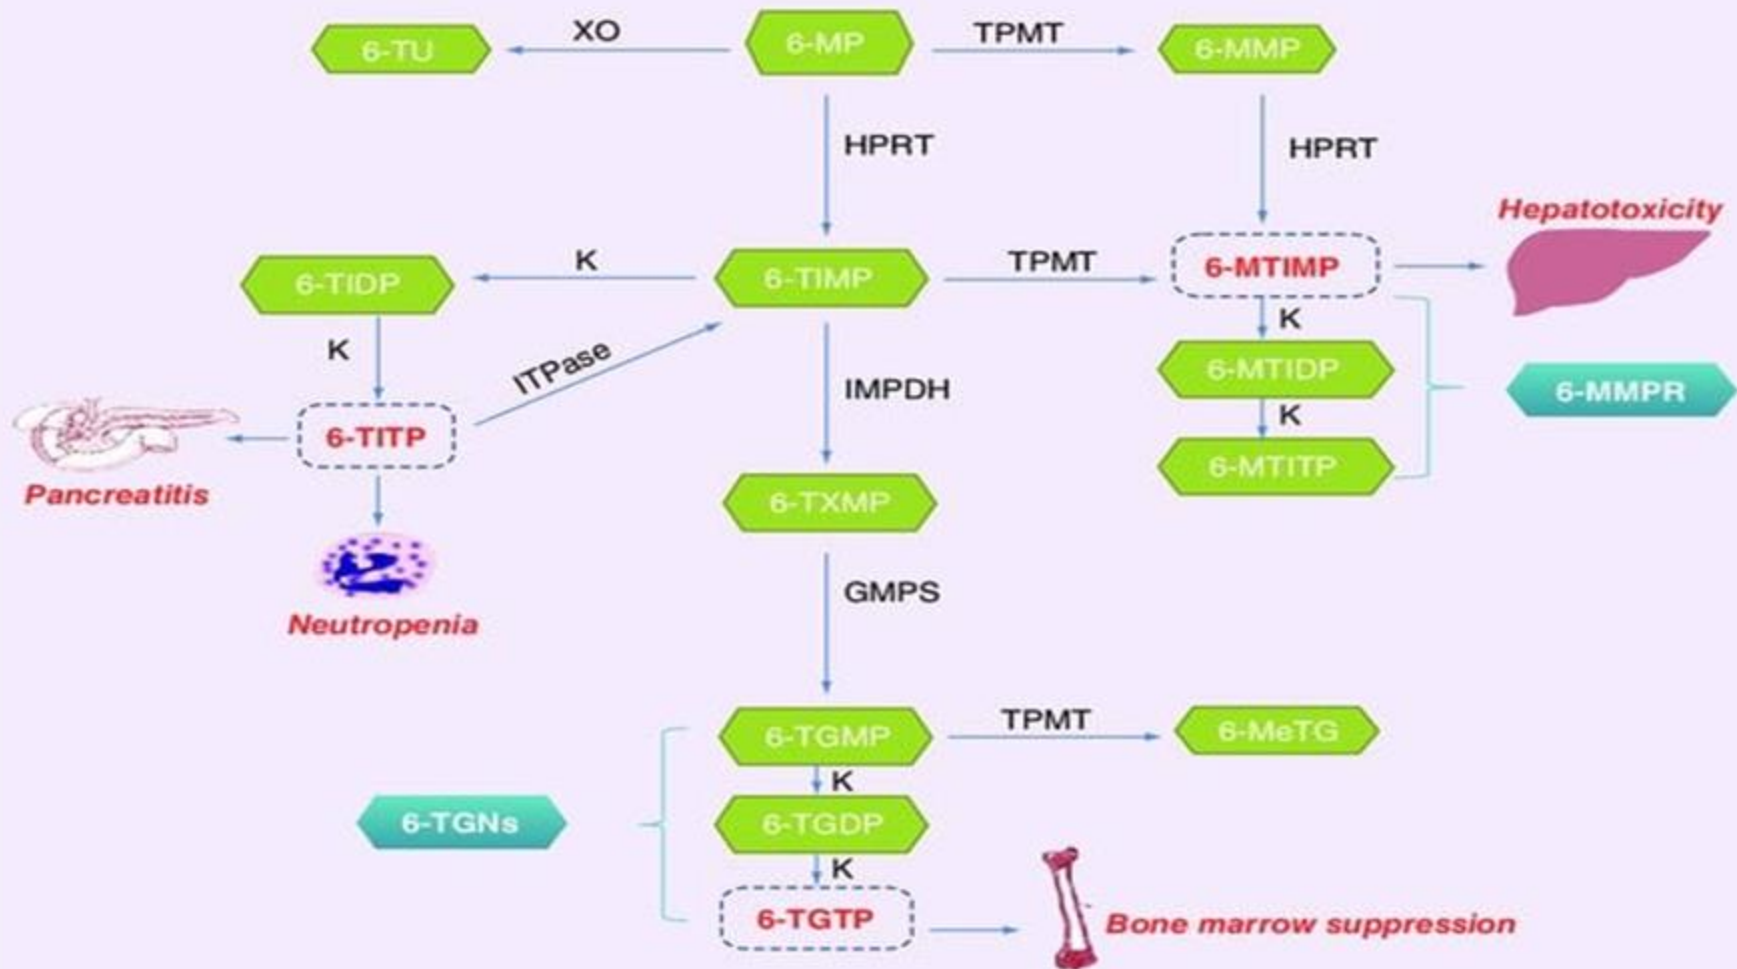 XO
TPMT
6-TU
6-MP
6-MMP
HPRT
HPRT
Hepatotoxicity
K
TPMT
6-TIDP
6-TIMP
6-MTIMP
K
K
ITPase
IMPDH
6-MTIDP
6-MMPR
K
6-TITP
6-MTITP
Pancreatitis
6-TXMP
GMPS
Neutropenia
6-TGMP
TPMT
6-MeTG
K
6-TGNs
6-TGDP
K
6-TGTP
Bone marrow suppression